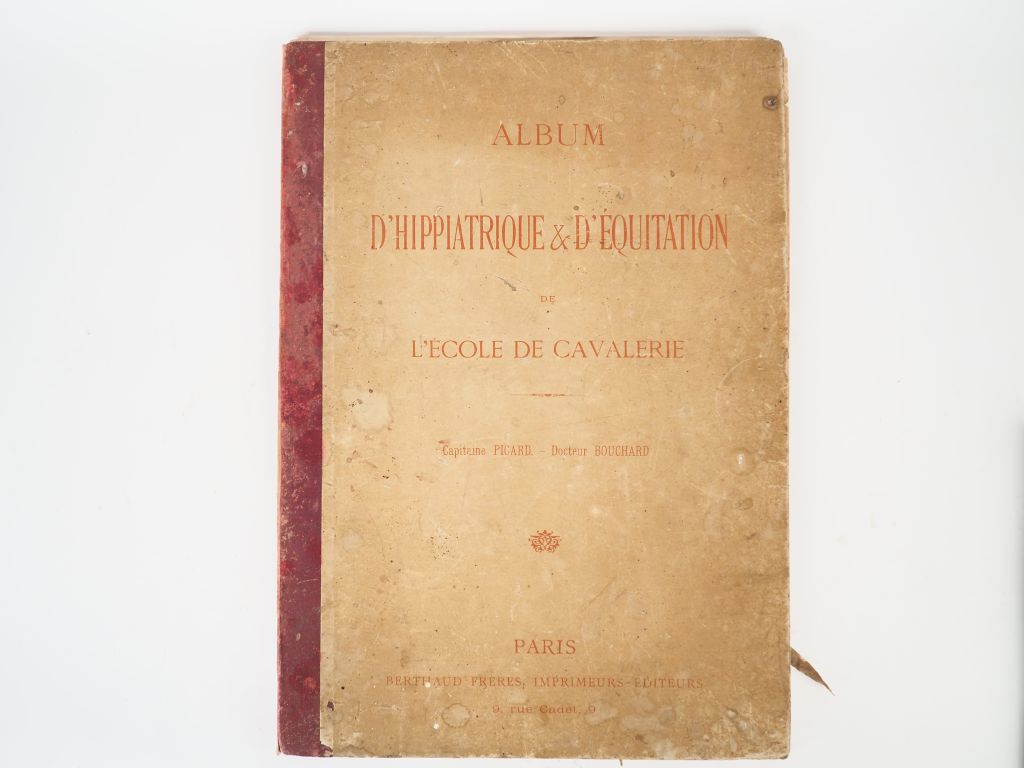 ALBUM
D'HIPPIATRIQUE & D'ÉQUITATION
DE
L'ÉCOLE DE CAVALERIE
Capitaine PICARD. - Docteur BOUCHARD
PARIS
BERTHAUD FRÈRES, IMPRIMEURS-EDITEURS
9, rue Cadet, 9